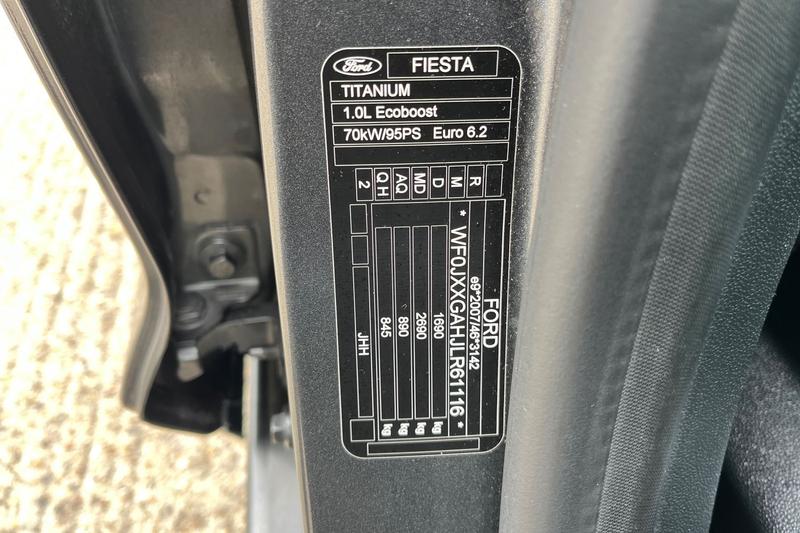 Ford FIESTA
TITANIUM
1.0L Ecoboost
70kW/95PS Euro 6.2
FORD
e9*2007/46*3142
* WF0JXXGAHJLR61116 *
1690 kg
2690 kg
890 kg
845 kg
R
M
D
MD
AQ
QH
2
JHH